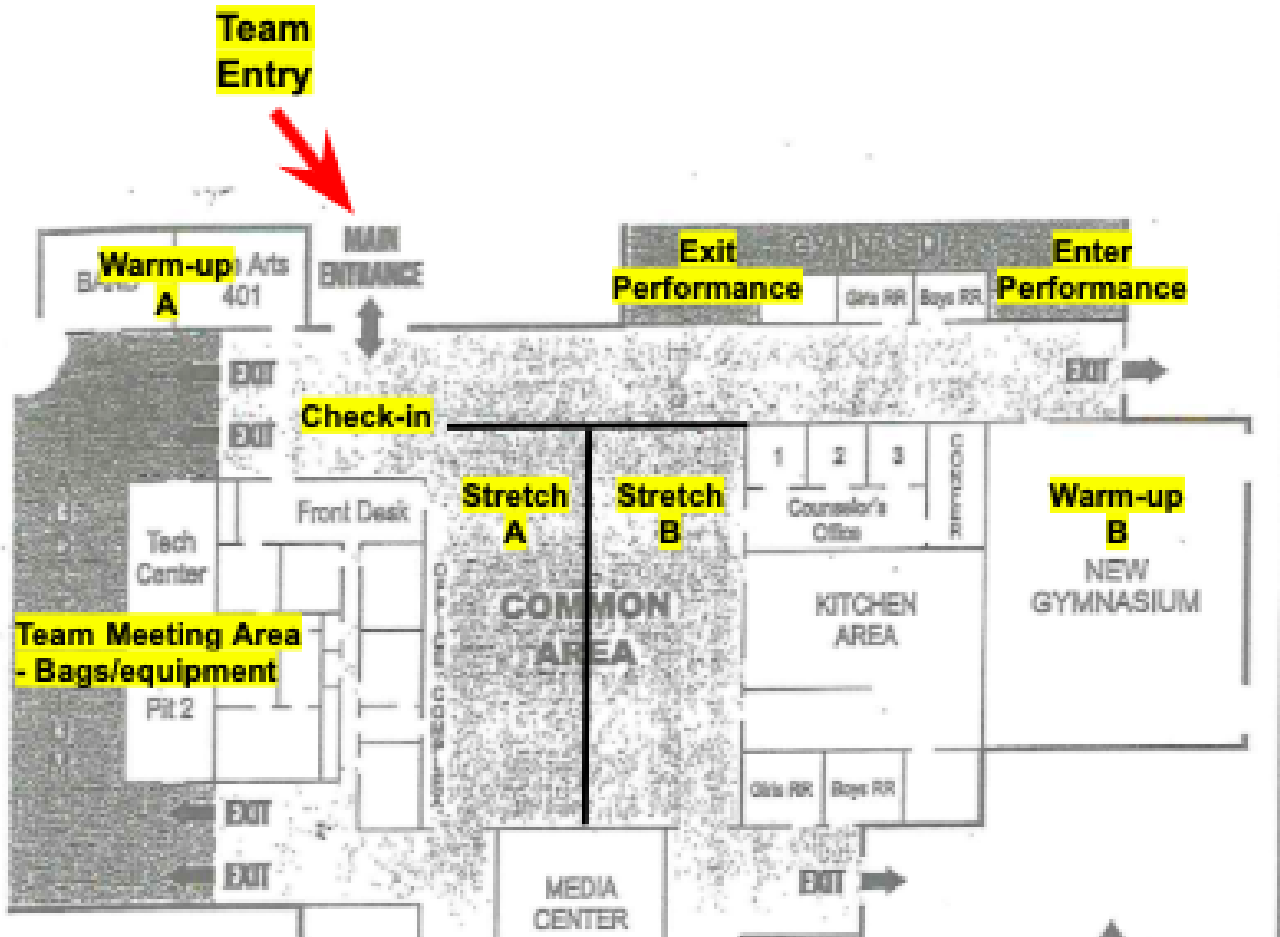 Team
Entry
MAIN
ENTRANCE
Warm-up
A
Arts
401
Exit
Performance
Girls RR
Boys RR
Enter
Performance
EXIT
EXIT
Check-in
EXIT
Front Desk
Tech
Center
Stretch
A
Stretch
B
1
2
3
Counselor's
Office
Warm-up
B
NEW
GYMNASIUM
COMMON
AREA
KITCHEN
AREA
Team Meeting Area
- Bags/equipment
Pit 2
Girls RR
Boys RR
EXIT
EXIT
EXIT
MEDIA
CENTER